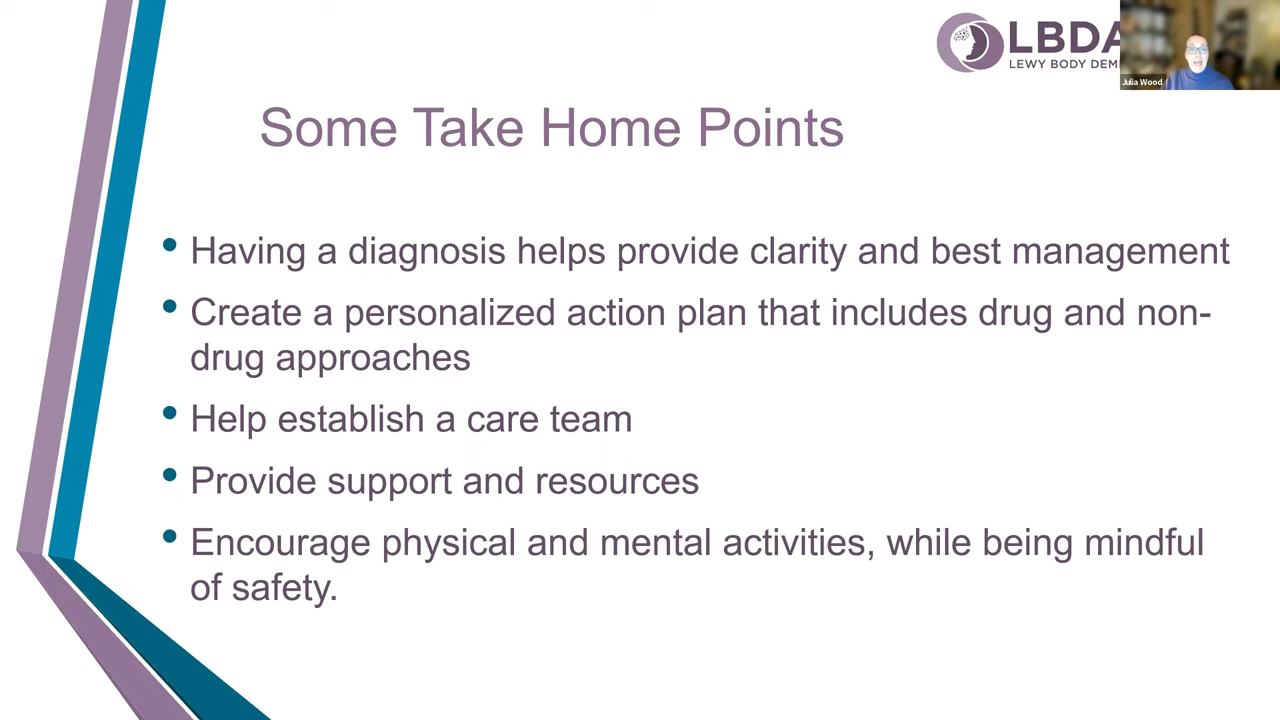 LBDA
LEWY BODY DEM
Julia Wood
Some Take Home Points
• Having a diagnosis helps provide clarity and best management
• Create a personalized action plan that includes drug and non-
drug approaches
• Help establish a care team
• Provide support and resources
• Encourage physical and mental activities, while being mindful
of safety.